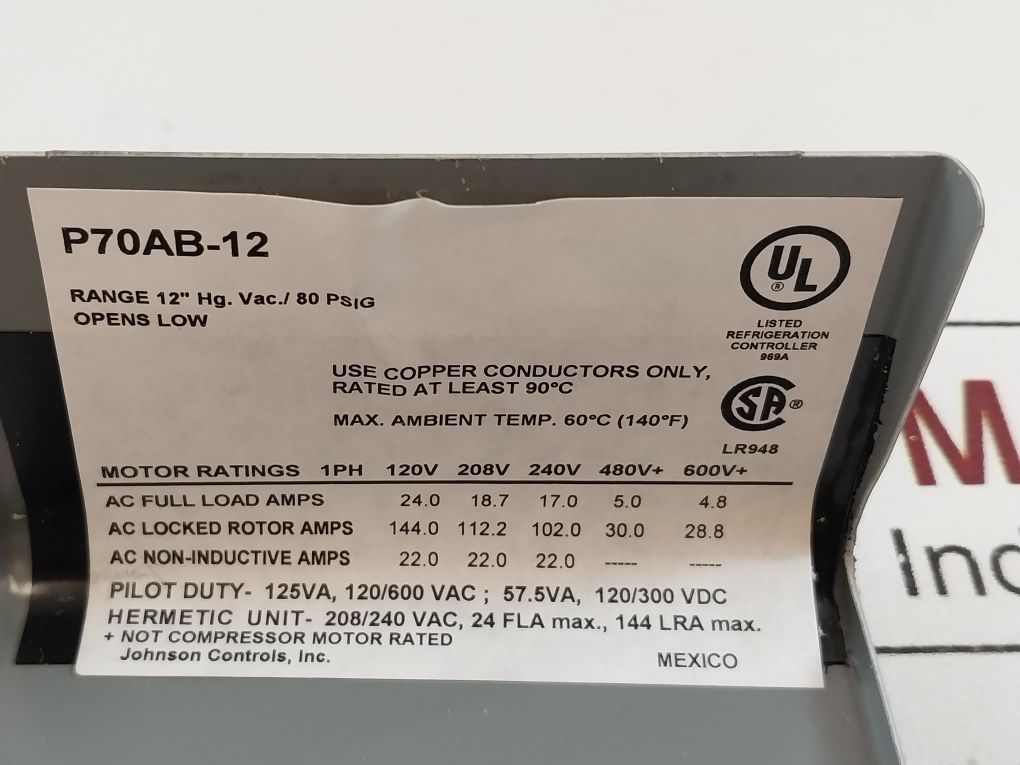 P70AB-12
RANGE 12" Hg. Vac./ 80 PSIG
OPENS LOW
UL ®
LISTED
REFRIGERATION
CONTROLLER
969A
USE COPPER CONDUCTORS ONLY,
RATED AT LEAST 90ºC
MAX. AMBIENT TEMP. 60ºC (140ºF)
SA ®
LR948
MOTOR RATINGS 1PH 120V 208V 240V 480V+ 600V+
AC FULL LOAD AMPS 24.0 18.7 17.0 5.0 4.8
AC LOCKED ROTOR AMPS 144.0 112.2 102.0 30.0 28.8
AC NON-INDUCTIVE AMPS 22.0 22.0 22.0 ----- -----
PILOT DUTY- 125VA, 120/600 VAC ; 57.5VA, 120/300 VDC
HERMETIC UNIT- 208/240 VAC, 24 FLA max., 144 LRA max.
+ NOT COMPRESSOR MOTOR RATED
Johnson Controls, Inc. MEXICO
M
Ind